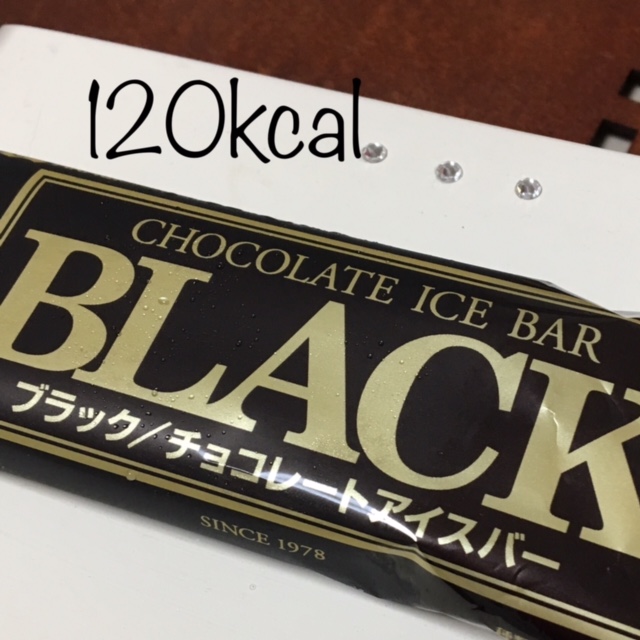 120kcal
CHOCOLATE ICE BAR
BLACK
ブラック/チョコレートアイスバー
SINCE 1978